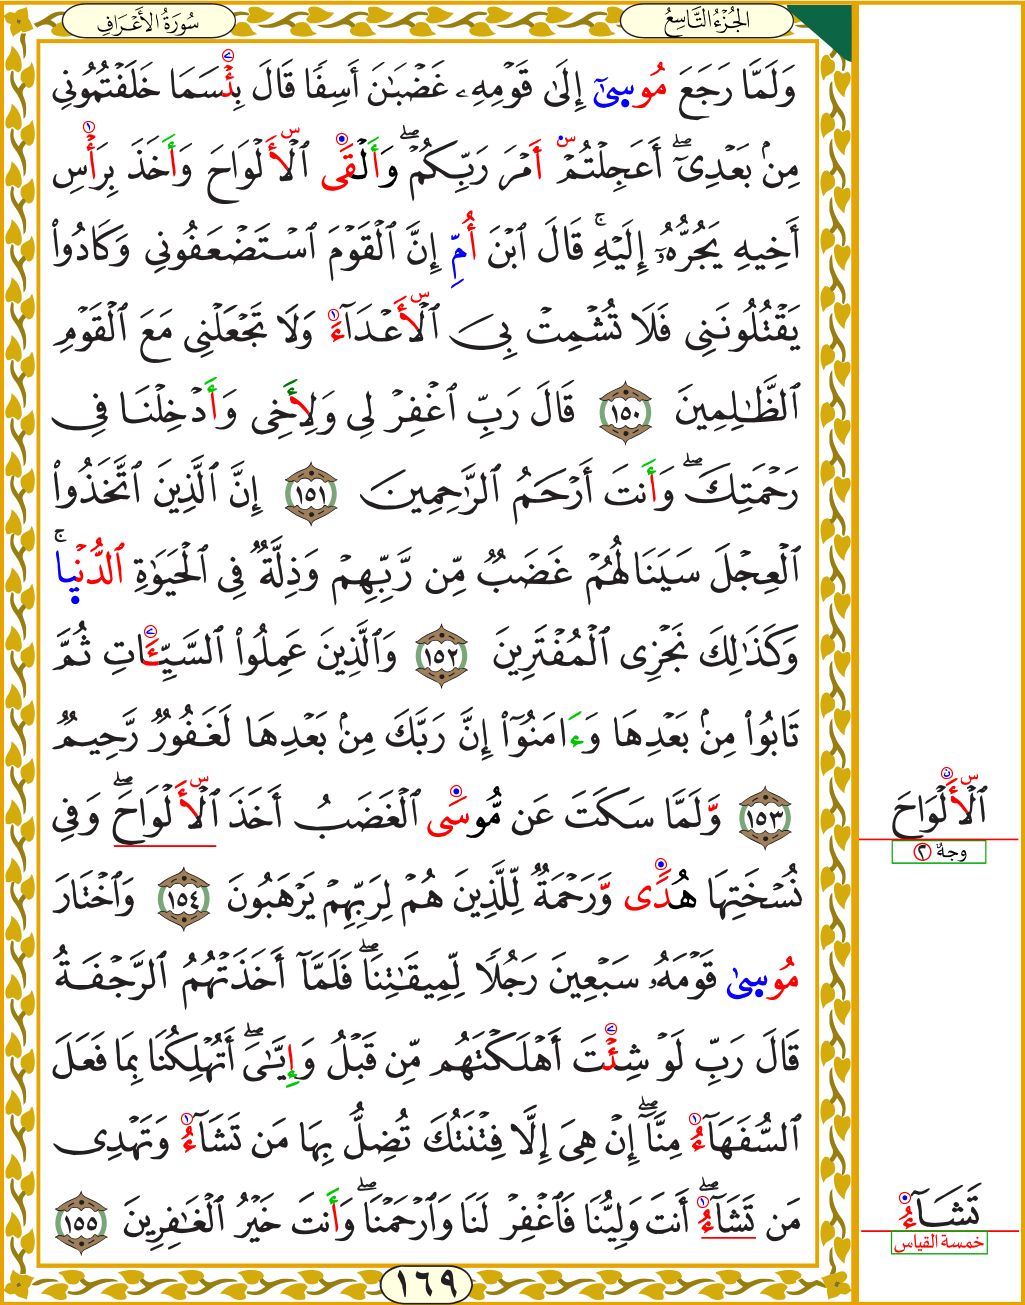 الجُزْءُ التَّاسِعُ
سُورَةُ الأَعْرَافِ
وَلَمَّا رَجَعَ مُوسِىٰٓ إِلَىٰ قَوْمِهِۦ غَضْبَـٰنَ أَسِفًا قَالَ بِئْسَمَا خَلَفْتُمُونِى
مِنۢ بَعْدِىٓۖ أَعَجِلْتُمْ أَمْرَ رَبِّكُمْۖ وَأَلْقَى ٱلْأَلْوَاحَ وَأَخَذَ بِرَأْسِ
أَخِيهِ يَجُرُّهُۥٓ إِلَيْهِۚ قَالَ ٱبْنَ أُمِّ إِنَّ ٱلْقَوْمَ ٱسْتَضْعَفُونِى وَكَادُوا۟
يَقْتُلُونَنِى فَلَا تُشْمِتْ بِىَ ٱلْأَعْدَآءَ وَلَا تَجْعَلْنِى مَعَ ٱلْقَوْمِ
ٱلظَّـٰلِمِينَ ١٥٠ قَالَ رَبِّ ٱغْفِرْ لِى وَلِأَخِى وَأَدْخِلْنَا فِى
رَحْمَتِكَۖ وَأَنتَ أَرْحَمُ ٱلرَّٰحِمِينَ ١٥١ إِنَّ ٱلَّذِينَ ٱتَّخَذُوا۟
ٱلْعِجْلَ سَيَنَالُهُمْ غَضَبٌ مِّن رَّبِّهِمْ وَذِلَّةٌ فِى ٱلْحَيَوٰةِ ٱلدُّنْيِاۚ
وَكَذَٰلِكَ نَجْزِى ٱلْمُفْتَرِينَ ١٥٢ وَٱلَّذِينَ عَمِلُوا۟ ٱلسَّيِّـَٔاتِ ثُمَّ
تَابُوا۟ مِنۢ بَعْدِهَا وَءَامَنُوٓا۟ إِنَّ رَبَّكَ مِنۢ بَعْدِهَا لَغَفُورٌ رَّحِيمٌ
١٥٣ وَلَمَّا سَكَتَ عَن مُّوسَى ٱلْغَضَبُ أَخَذَ ٱلْأَلْوَاحَۖ وَفِى
نُسْخَتِهَا هُدًى وَرَحْمَةٌ لِّلَّذِينَ هُمْ لِرَبِّهِمْ يَرْهَبُونَ ١٥٤ وَٱخْتَارَ
مُوسِىٰ قَوْمَهُۥ سَبْعِينَ رَجُلًا لِّمِيقَـٰتِنَاۖ فَلَمَّآ أَخَذَتْهُمُ ٱلرَّجْفَةُ
قَالَ رَبِّ لَوْ شِئْتَ أَهْلَكْتَهُم مِّن قَبْلُ وَإِيَّـٰىَۖ أَتُهْلِكُنَا بِمَا فَعَلَ
ٱلسُّفَهَآءُ مِنَّآۖ إِنْ هِىَ إِلَّا فِتْنَتُكَ تُضِلُّ بِهَا مَن تَشَآءُ وَتَهْدِى
مَن تَشَآءُۖ أَنتَ وَلِيُّنَا فَٱغْفِرْ لَنَا وَٱرْحَمْنَاۖ وَأَنتَ خَيْرُ ٱلْغَـٰفِرِينَ ١٥٥
ٱلْأَلْوَاحَ
وجهٌ ٢
تَشَآءُ
خمسة القياس
١٦٩